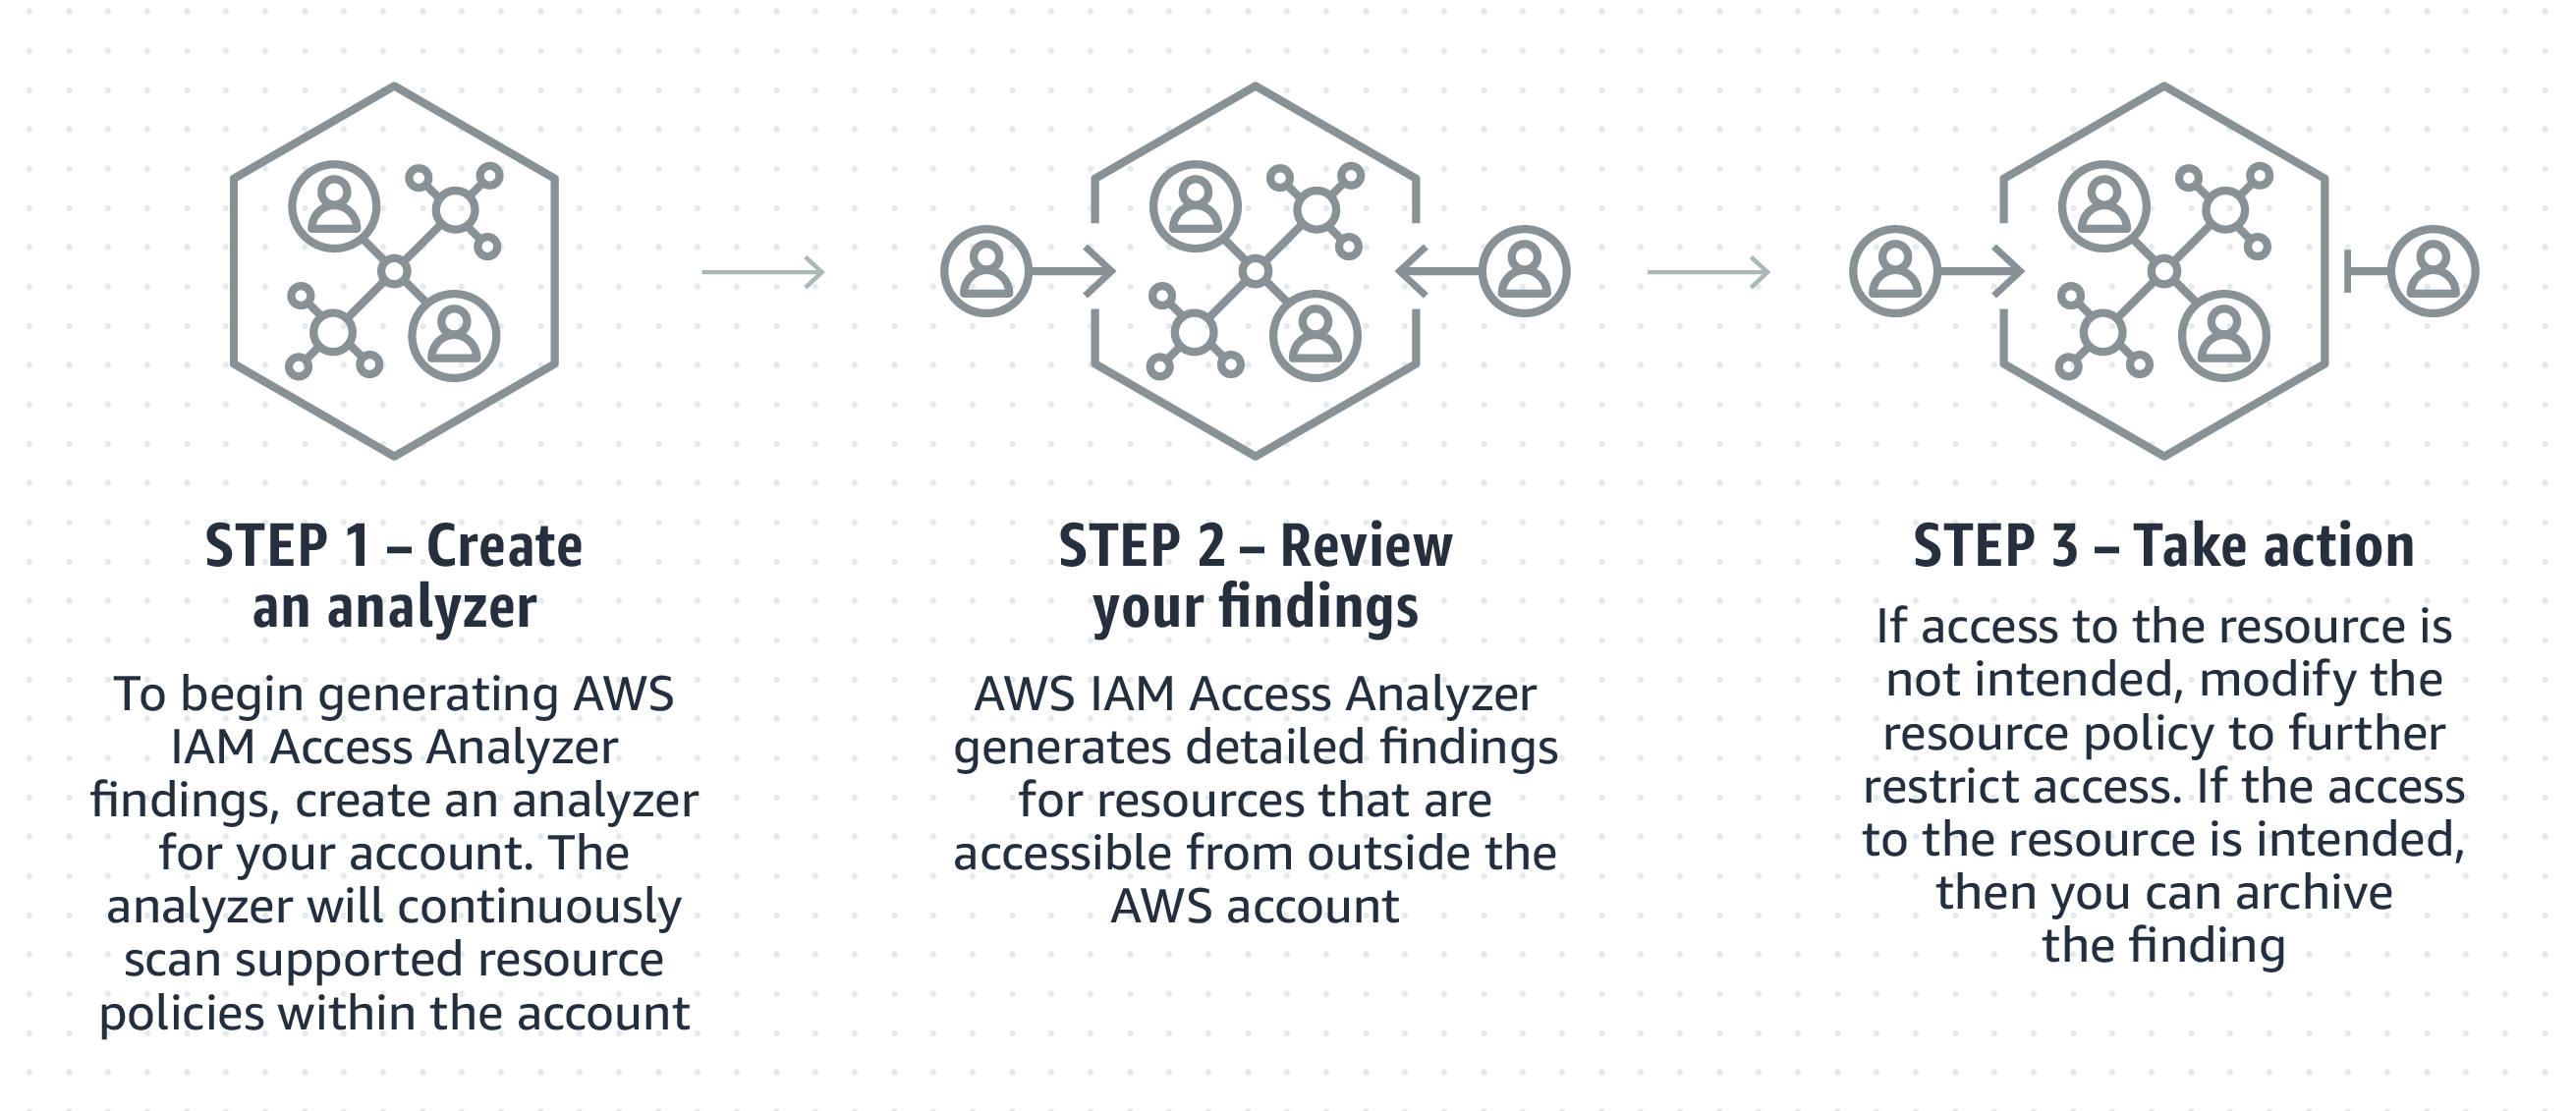 STEP 1 – Create
an analyzer
To begin generating AWS
IAM Access Analyzer
findings, create an analyzer
for your account. The
analyzer will continuously
scan supported resource
policies within the account
STEP 2 – Review
your findings
AWS IAM Access Analyzer
generates detailed findings
for resources that are
accessible from outside the
AWS account
STEP 3 – Take action
If access to the resource is
not intended, modify the
resource policy to further
restrict access. If the access
to the resource is intended,
then you can archive
the finding